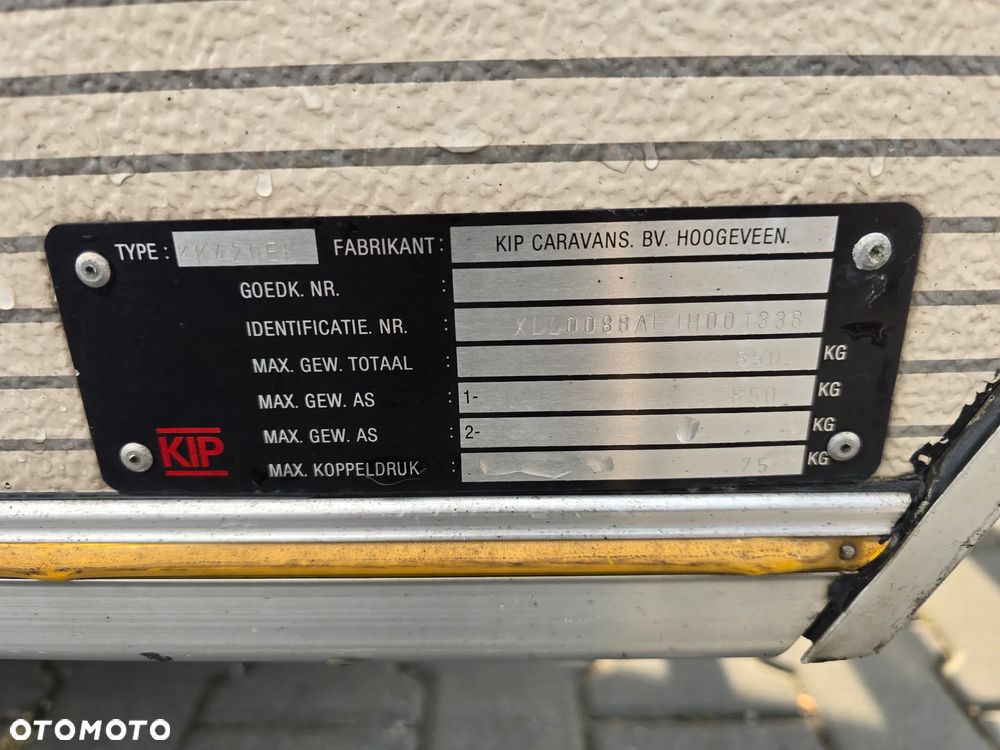 TYPE: KK420EK FABRIKANT: KIP CARAVANS. BV. HOOGEVEEN.
GOEDK. NR. :
IDENTIFICATIE. NR. :
MAX. GEW. TOTAAL : 850 KG
MAX. GEW. AS : 1- 850 KG
MAX. GEW. AS : 2- KG
KIP
MAX. KOPPELDRUK : 75 KG
OTOMOTO